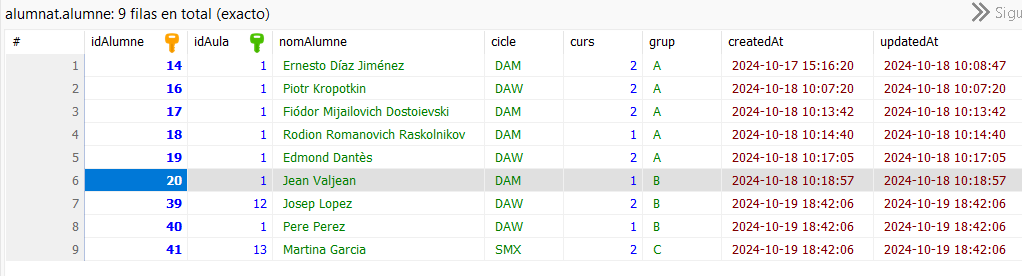 alumnat.alumne: 9 filas en total (exacto) Sigu
# idAlumne idAula nomAlumne cicle curs grup createdAt updatedAt
1 14 1 Ernesto Díaz Jiménez DAM 2 A 2024-10-17 15:16:20 2024-10-18 10:08:47
2 16 1 Piotr Kropotkin DAW 2 A 2024-10-18 10:07:20 2024-10-18 10:07:20
3 17 1 Fiódor Mijailovich Dostoievski DAM 2 A 2024-10-18 10:13:42 2024-10-18 10:13:42
4 18 1 Rodion Romanovich Raskolnikov DAM 1 A 2024-10-18 10:14:40 2024-10-18 10:14:40
5 19 1 Edmond Dantès DAW 2 A 2024-10-18 10:17:05 2024-10-18 10:17:05
6 20 1 Jean Valjean DAM 1 B 2024-10-18 10:18:57 2024-10-18 10:18:57
7 39 12 Josep Lopez DAW 2 B 2024-10-19 18:42:06 2024-10-19 18:42:06
8 40 1 Pere Perez DAW 1 B 2024-10-19 18:42:06 2024-10-19 18:42:06
9 41 13 Martina Garcia SMX 2 C 2024-10-19 18:42:06 2024-10-19 18:42:06